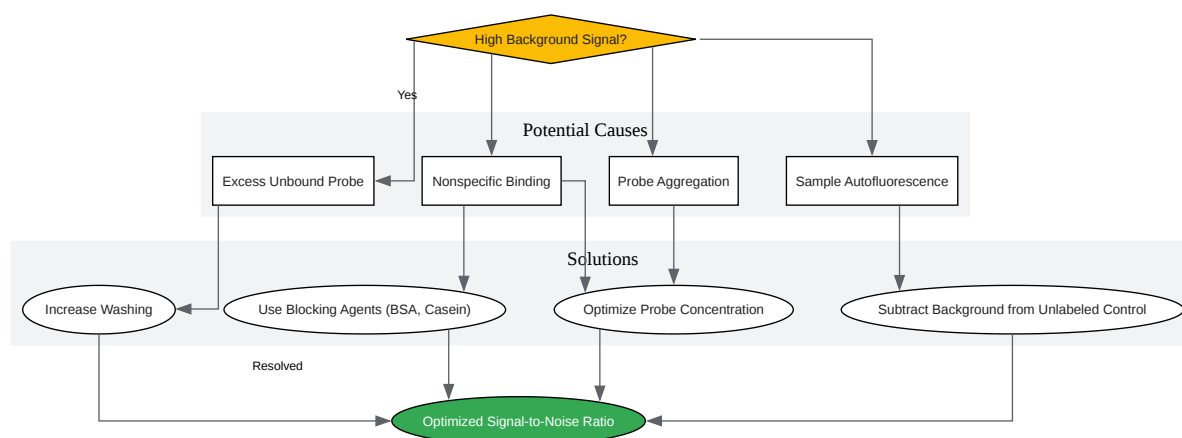 High Background Signal?
Yes
Potential Causes
Excess Unbound Probe
Nonspecific Binding
Probe Aggregation
Sample Autofluorescence
Solutions
Increase Washing
Use Blocking Agents (BSA, Casein)
Optimize Probe Concentration
Subtract Background from Unlabeled Control
Resolved
Optimized Signal-to-Noise Ratio